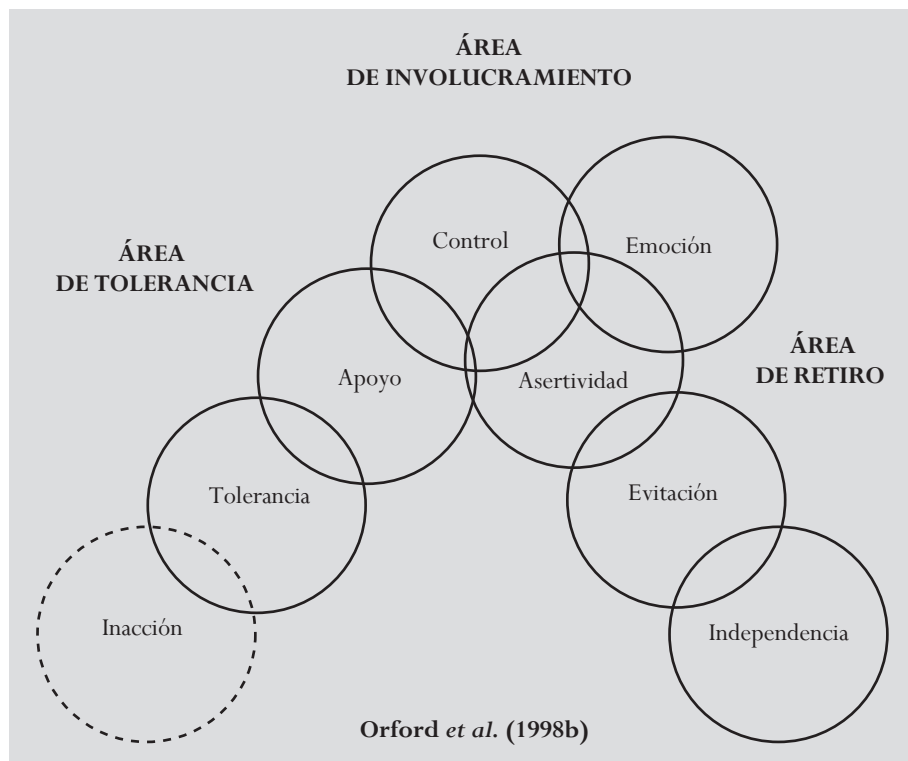 ÁREA
DE INVOLUCRAMIENTO
Control
Emoción
ÁREA
DE TOLERANCIA
ÁREA
DE RETIRO
Apoyo
Asertividad
Tolerancia
Evitación
Inacción
Independencia
Orford et al. (1998b)